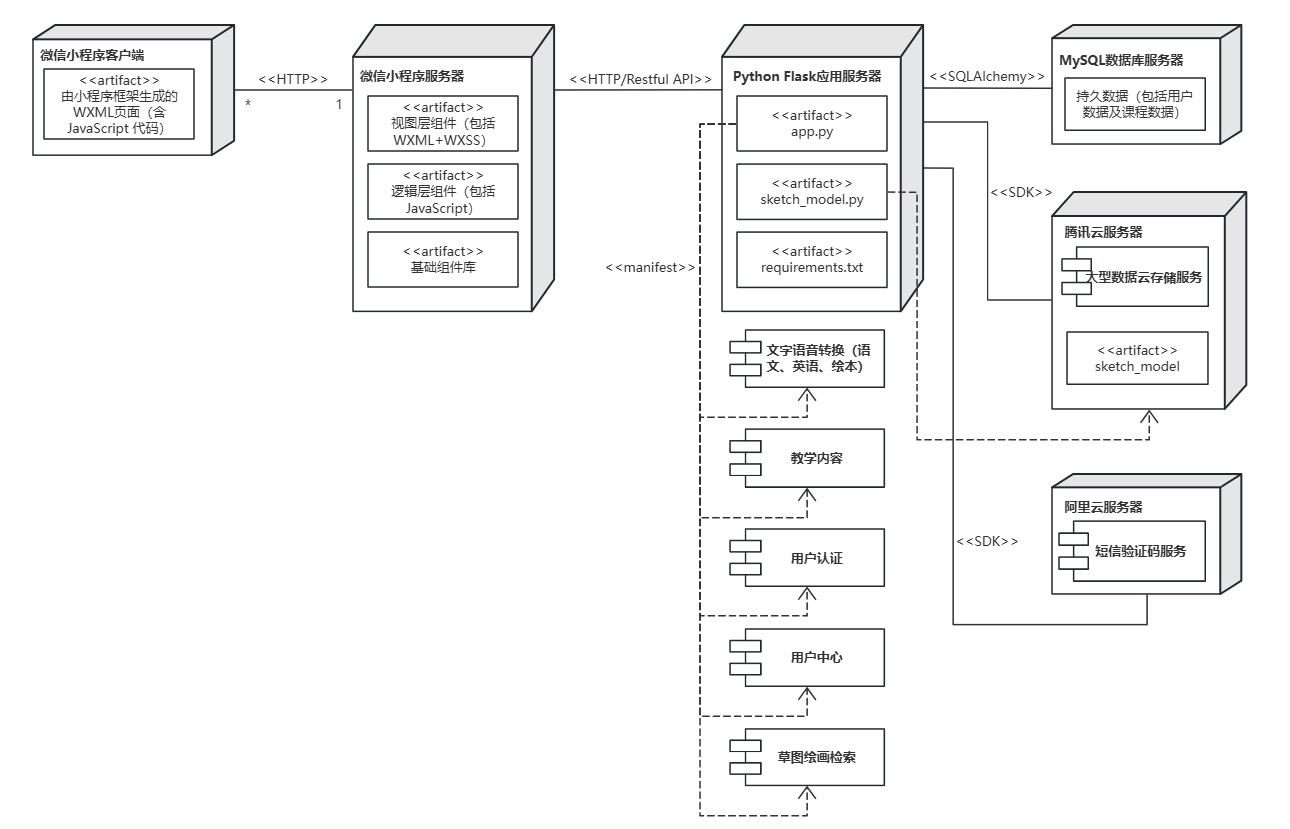 微信小程序客户端
<<artifact>>
由小程序框架生成的
WXML页面（含
JavaScript 代码）
<<HTTP>>
*
1
微信小程序服务器
<<artifact>>
视图层组件（包括
WXML+WXSS）
<<artifact>>
逻辑层组件（包括
JavaScript）
<<artifact>>
基础组件库
<<HTTP/Restful API>>
Python Flask应用服务器
<<artifact>>
app.py
<<artifact>>
sketch_model.py
<<artifact>>
requirements.txt
<<manifest>>
文字语音转换（语
文、英语、绘本）
教学内容
用户认证
用户中心
草图绘画检索
<<SQLAlchemy>>
MySQL数据库服务器
持久数据（包括用户
数据及课程数据）
<<SDK>>
腾讯云服务器
大型数据云存储服务
<<artifact>>
sketch_model
<<SDK>>
阿里云服务器
短信验证码服务